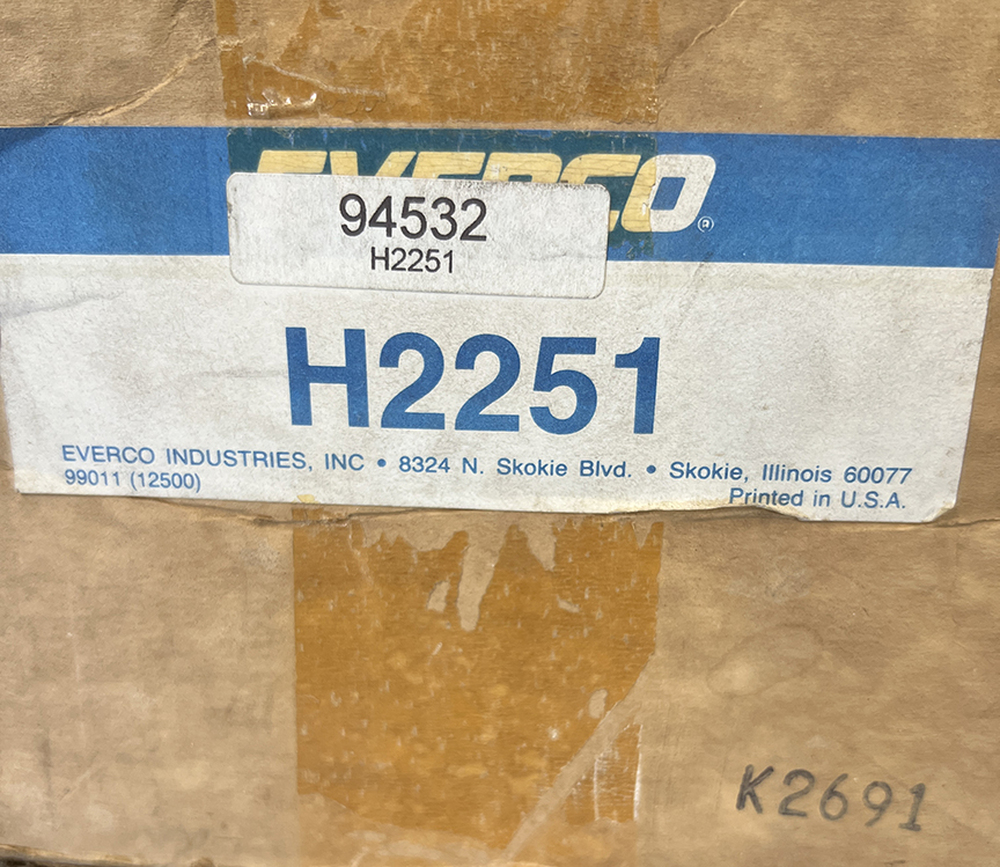 EVERCO®
94532
H2251
H2251
EVERCO INDUSTRIES, INC • 8324 N. Skokie Blvd. • Skokie, Illinois 60077
99011 (12500)
Printed in U.S.A.
K2691